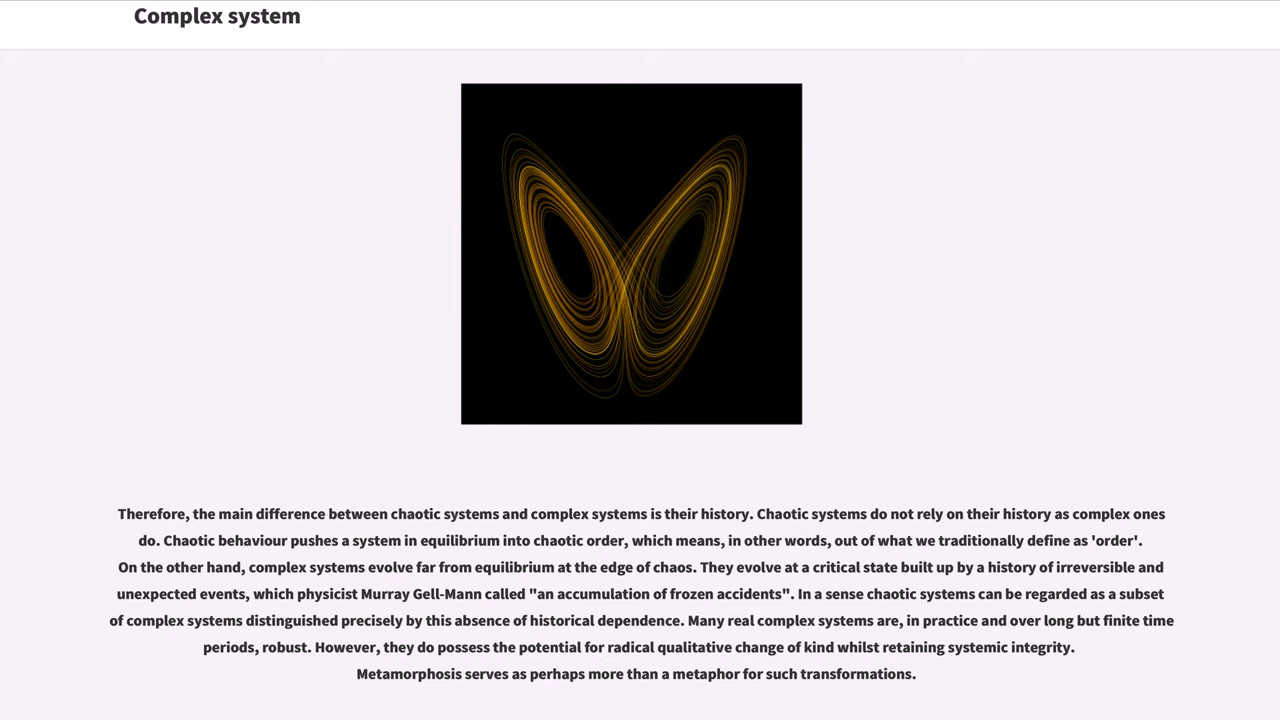 Complex system
Therefore, the main difference between chaotic systems and complex systems is their history. Chaotic systems do not rely on their history as complex ones
do. Chaotic behaviour pushes a system in equilibrium into chaotic order, which means, in other words, out of what we traditionally define as 'order'.
On the other hand, complex systems evolve far from equilibrium at the edge of chaos. They evolve at a critical state built up by a history of irreversible and
unexpected events, which physicist Murray Gell-Mann called "an accumulation of frozen accidents". In a sense chaotic systems can be regarded as a subset
of complex systems distinguished precisely by this absence of historical dependence. Many real complex systems are, in practice and over long but finite time
periods, robust. However, they do possess the potential for radical qualitative change of kind whilst retaining systemic integrity.
Metamorphosis serves as perhaps more than a metaphor for such transformations.